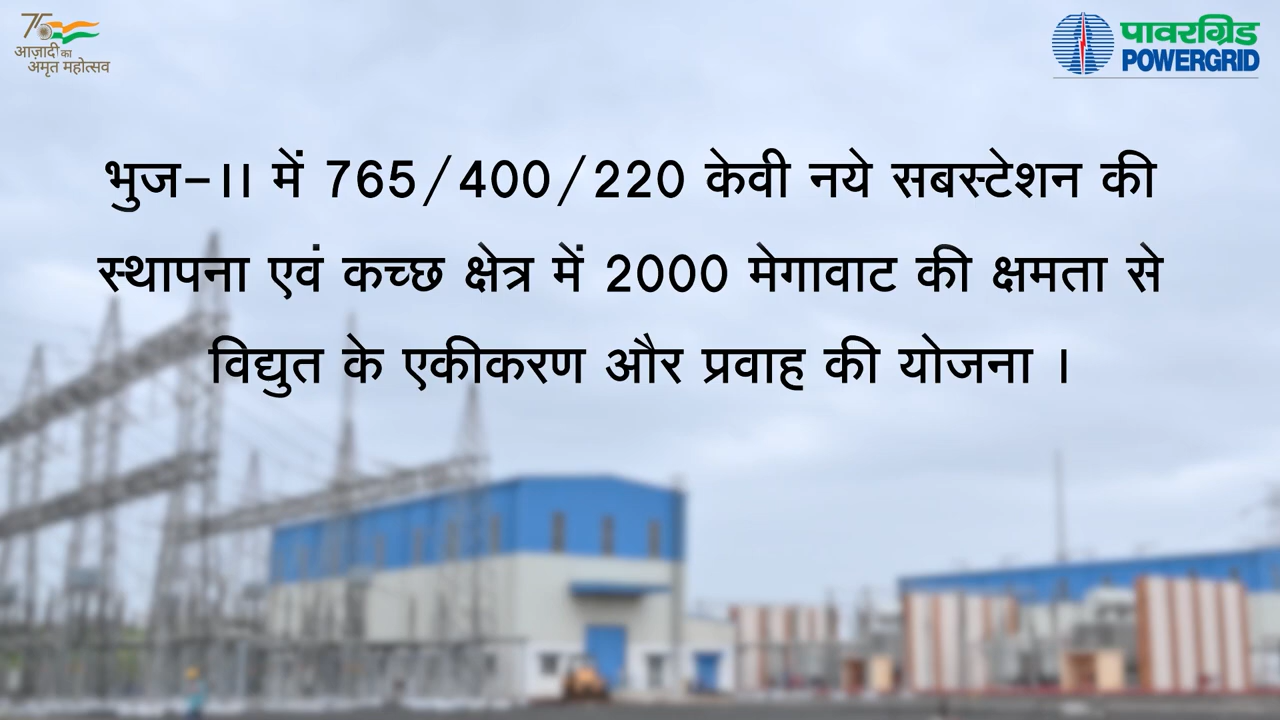 75
आज़ादी का
अमृत महोत्सव
पावरग्रिड
POWERGRID
भुज-।। में 765/400/220 केवी नये सबस्टेशन की
स्थापना एवं कच्छ क्षेत्र में 2000 मेगावाट की क्षमता से
विद्युत के एकीकरण और प्रवाह की योजना ।